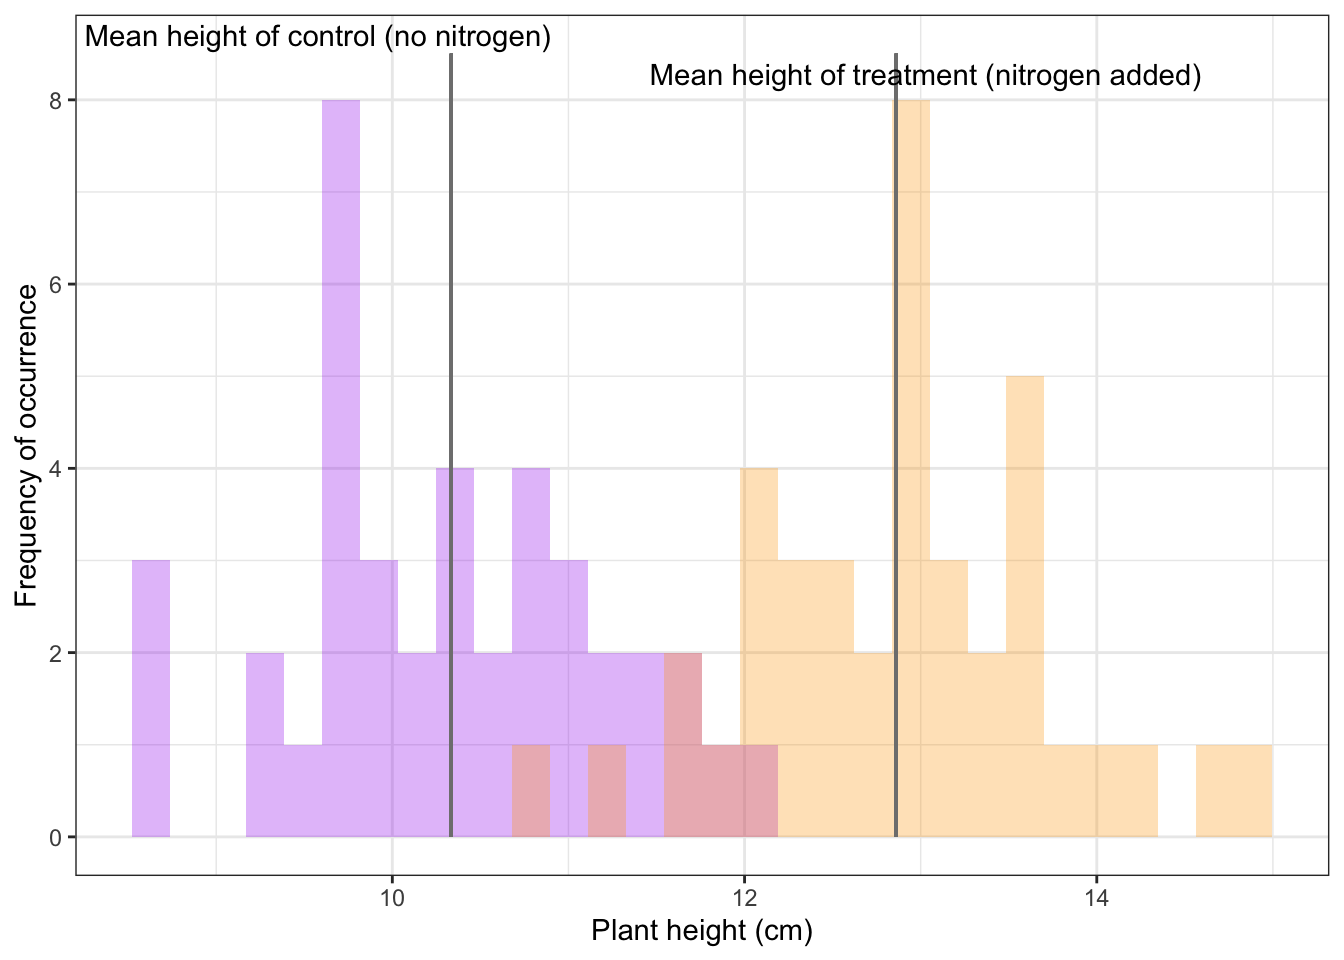 Mean height of control (no nitrogen)
Mean height of treatment (nitrogen added)
8
6
4
2
0
Frequency of occurrence
10
12
14
Plant height (cm)